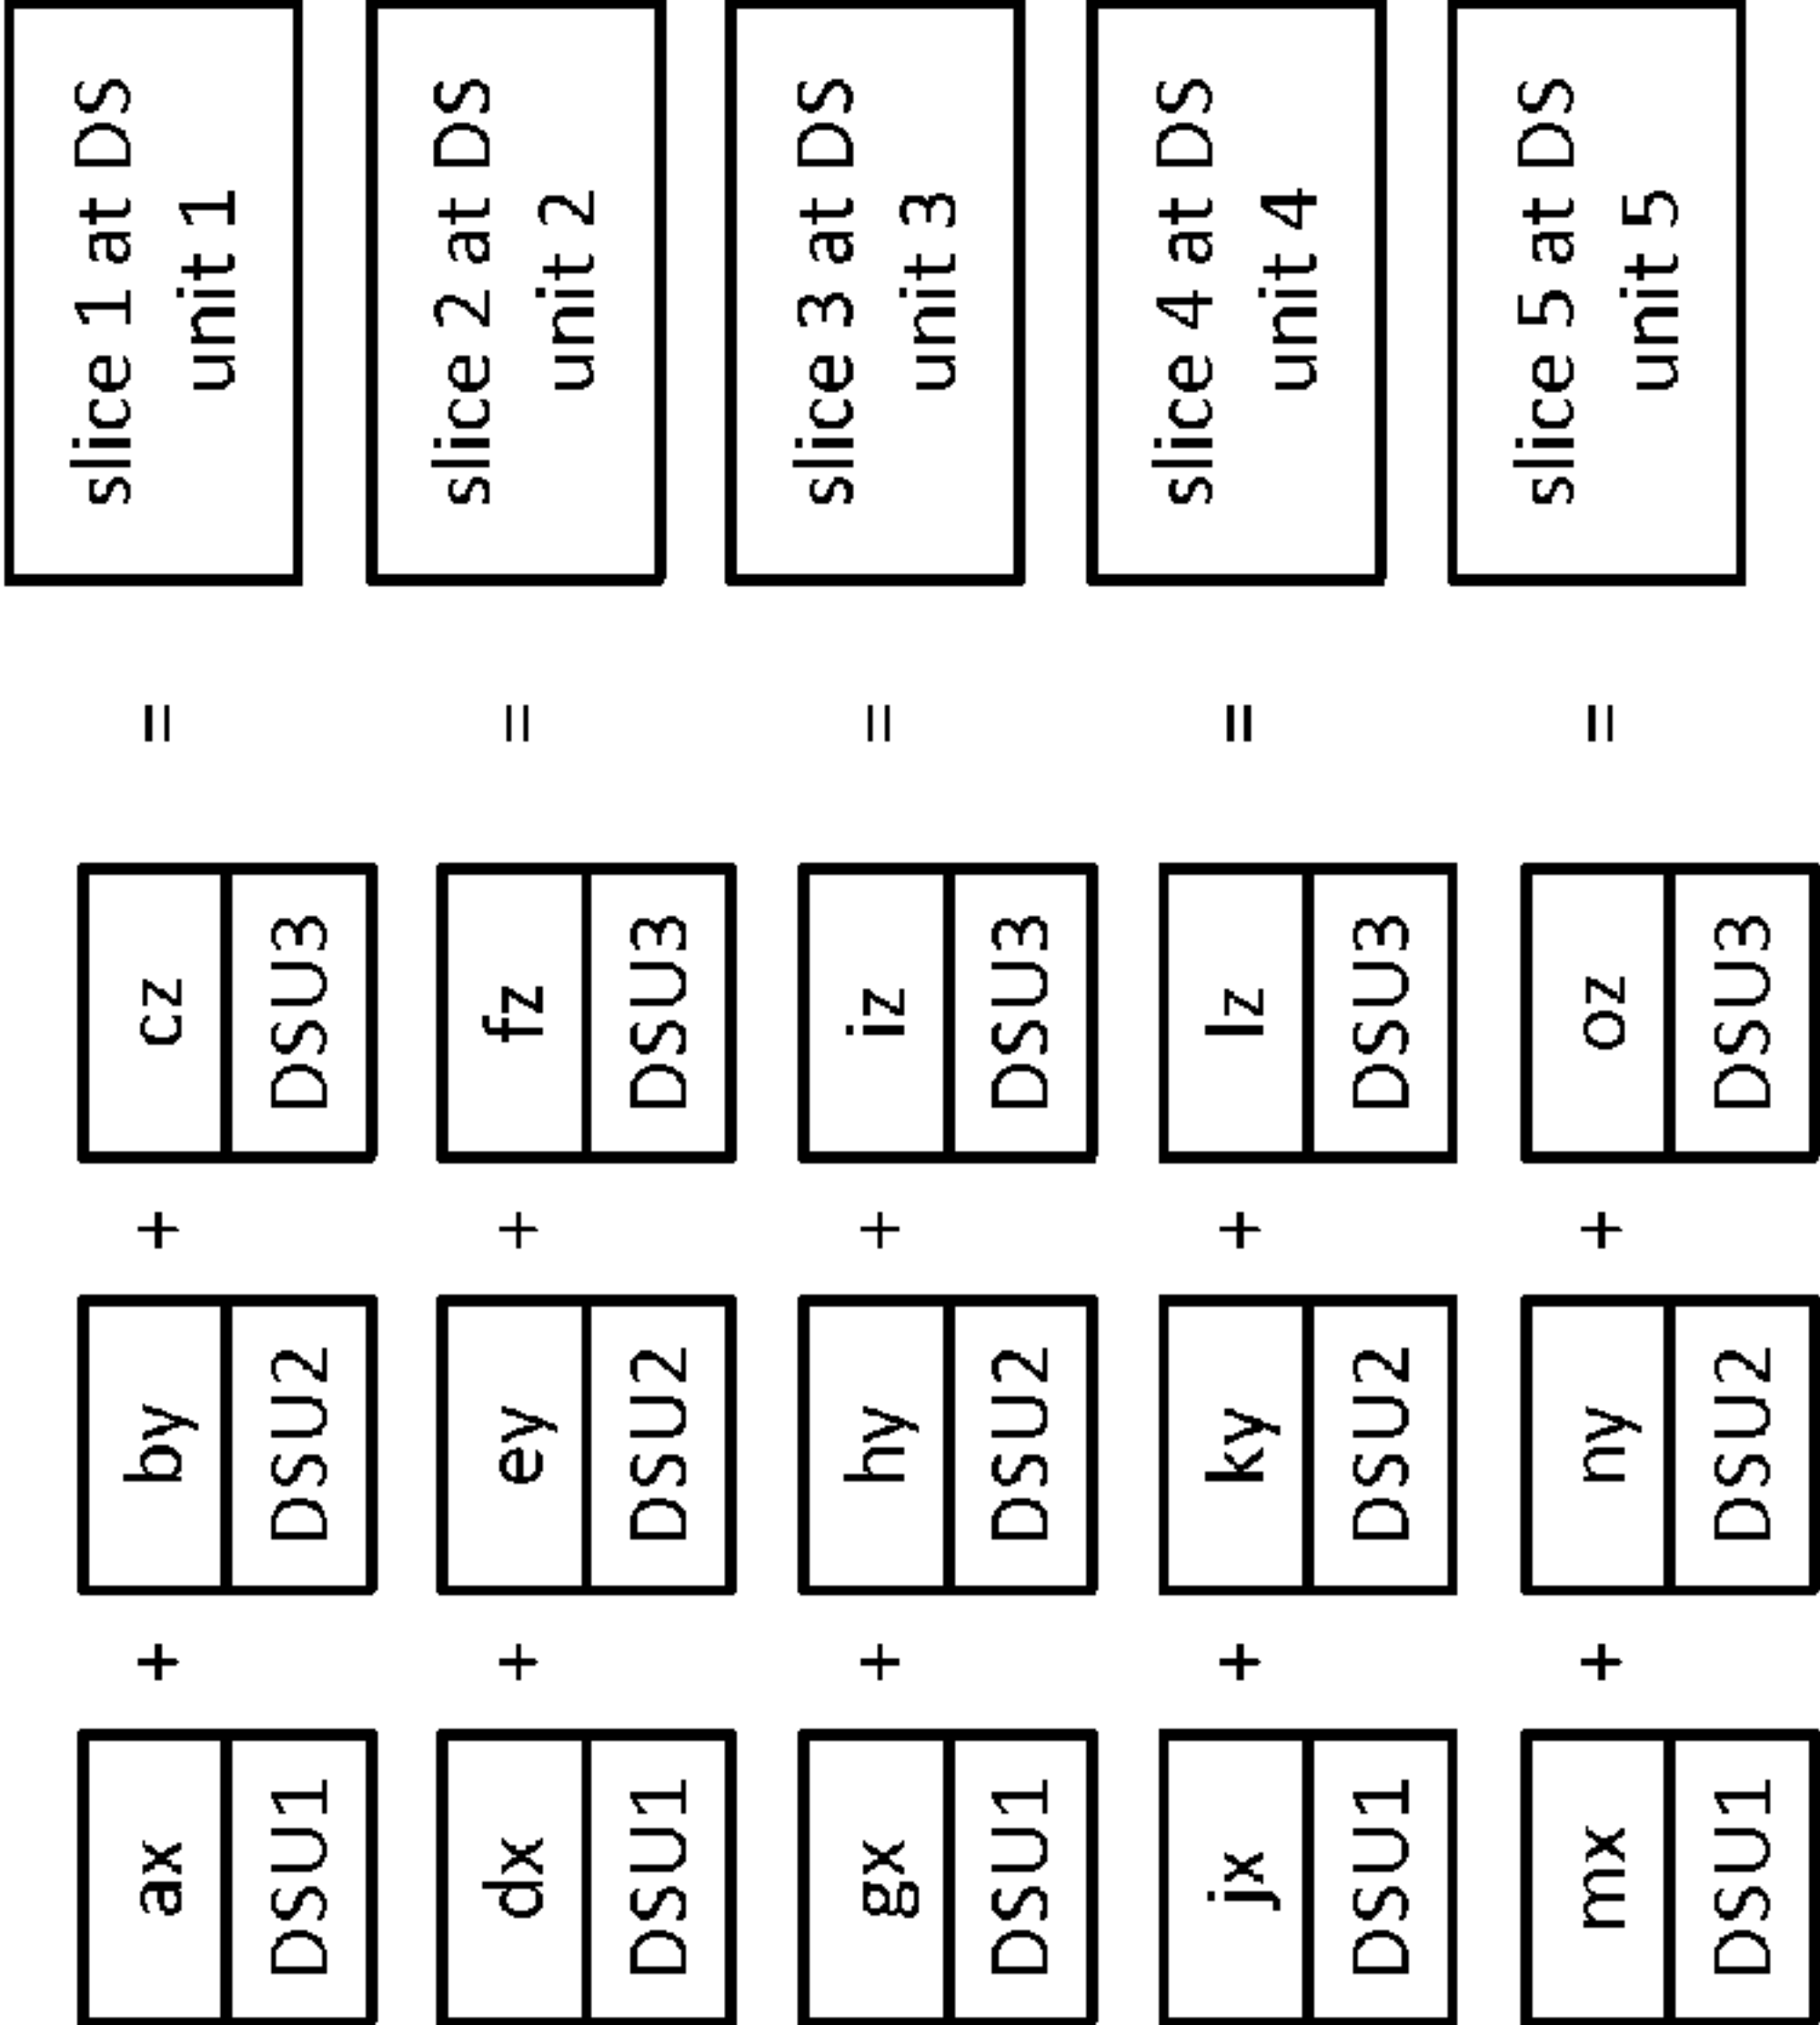 ax + by + cz = slice 1 at DS
DSU1 DSU2 DSU3 unit 1
dx + ey + fz = slice 2 at DS
DSU1 DSU2 DSU3 unit 2
gx + hy + iz = slice 3 at DS
DSU1 DSU2 DSU3 unit 3
jx + ky + lz = slice 4 at DS
DSU1 DSU2 DSU3 unit 4
mx + ny + oz = slice 5 at DS
DSU1 DSU2 DSU3 unit 5